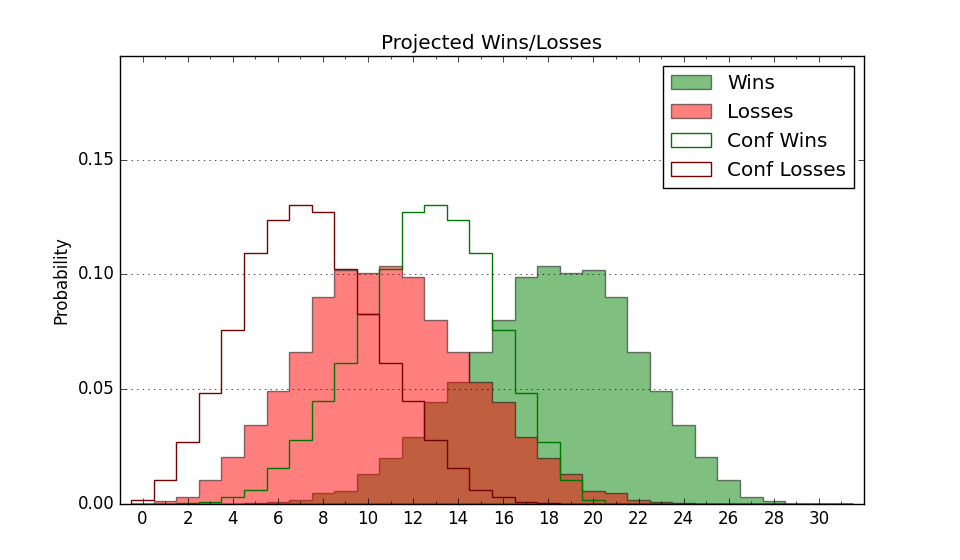 Projected Wins/Losses
Wins
Losses
Conf Wins
Conf Losses
Probability
0.15
0.10
0.05
0.00
0 2 4 6 8 10 12 14 16 18 20 22 24 26 28 30